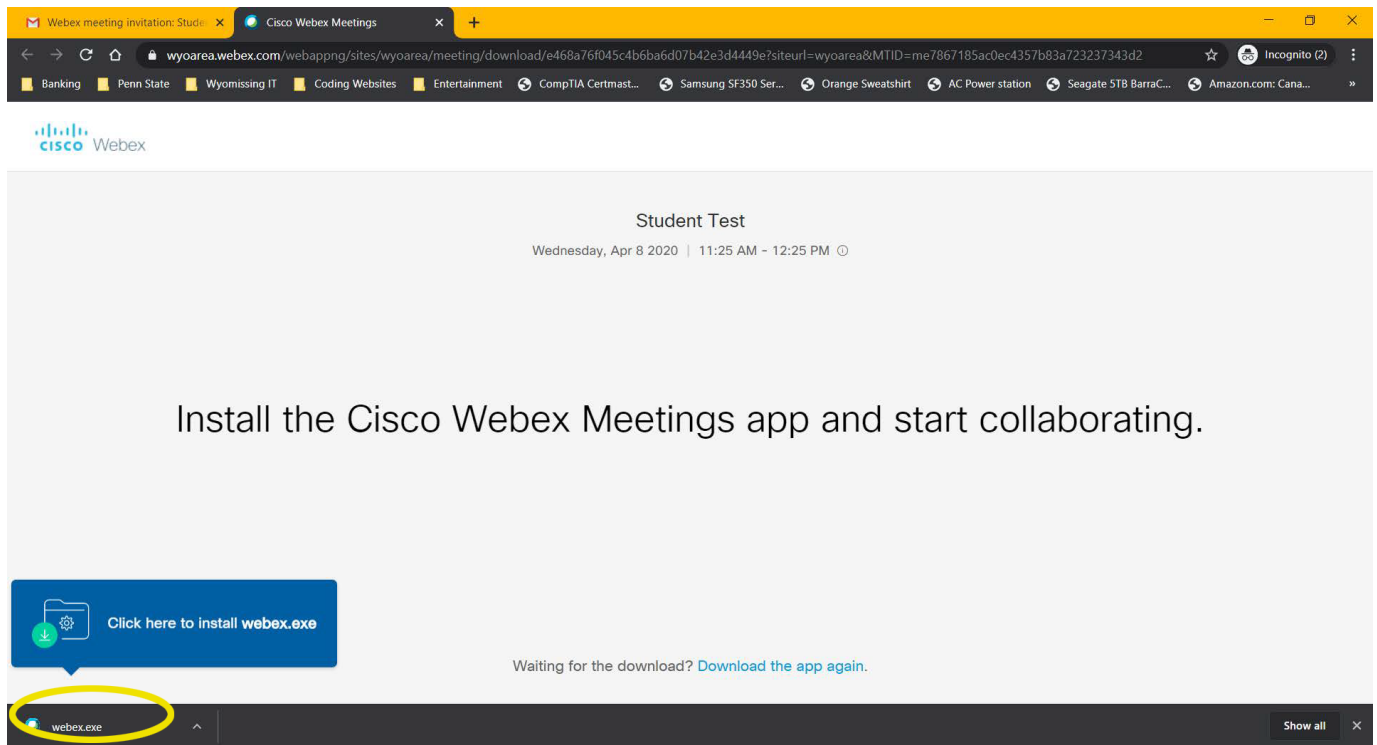 Webex meeting invitation: Stude
Cisco Webex Meetings
wyoarea.webex.com/webappng/sites/wyoarea/meeting/download/e468a76f045c4b6ba6d07b42e3d4449e?siteurl=wyoarea&MTID=me7867185ac0ec4357b83a723237343d2
Incognito (2)
Banking Penn State Wyomissing IT Coding Websites Entertainment CompTIA Certmast... Samsung SF350 Ser... Orange Sweatshirt AC Power station Seagate 5TB BarraC... Amazon.com: Cana... »
CISCO Webex
Student Test
Wednesday, Apr 8 2020 | 11:25 AM - 12:25 PM
Install the Cisco Webex Meetings app and start collaborating.
Click here to install webex.exe
Waiting for the download? Download the app again.
webex.exe
Show all